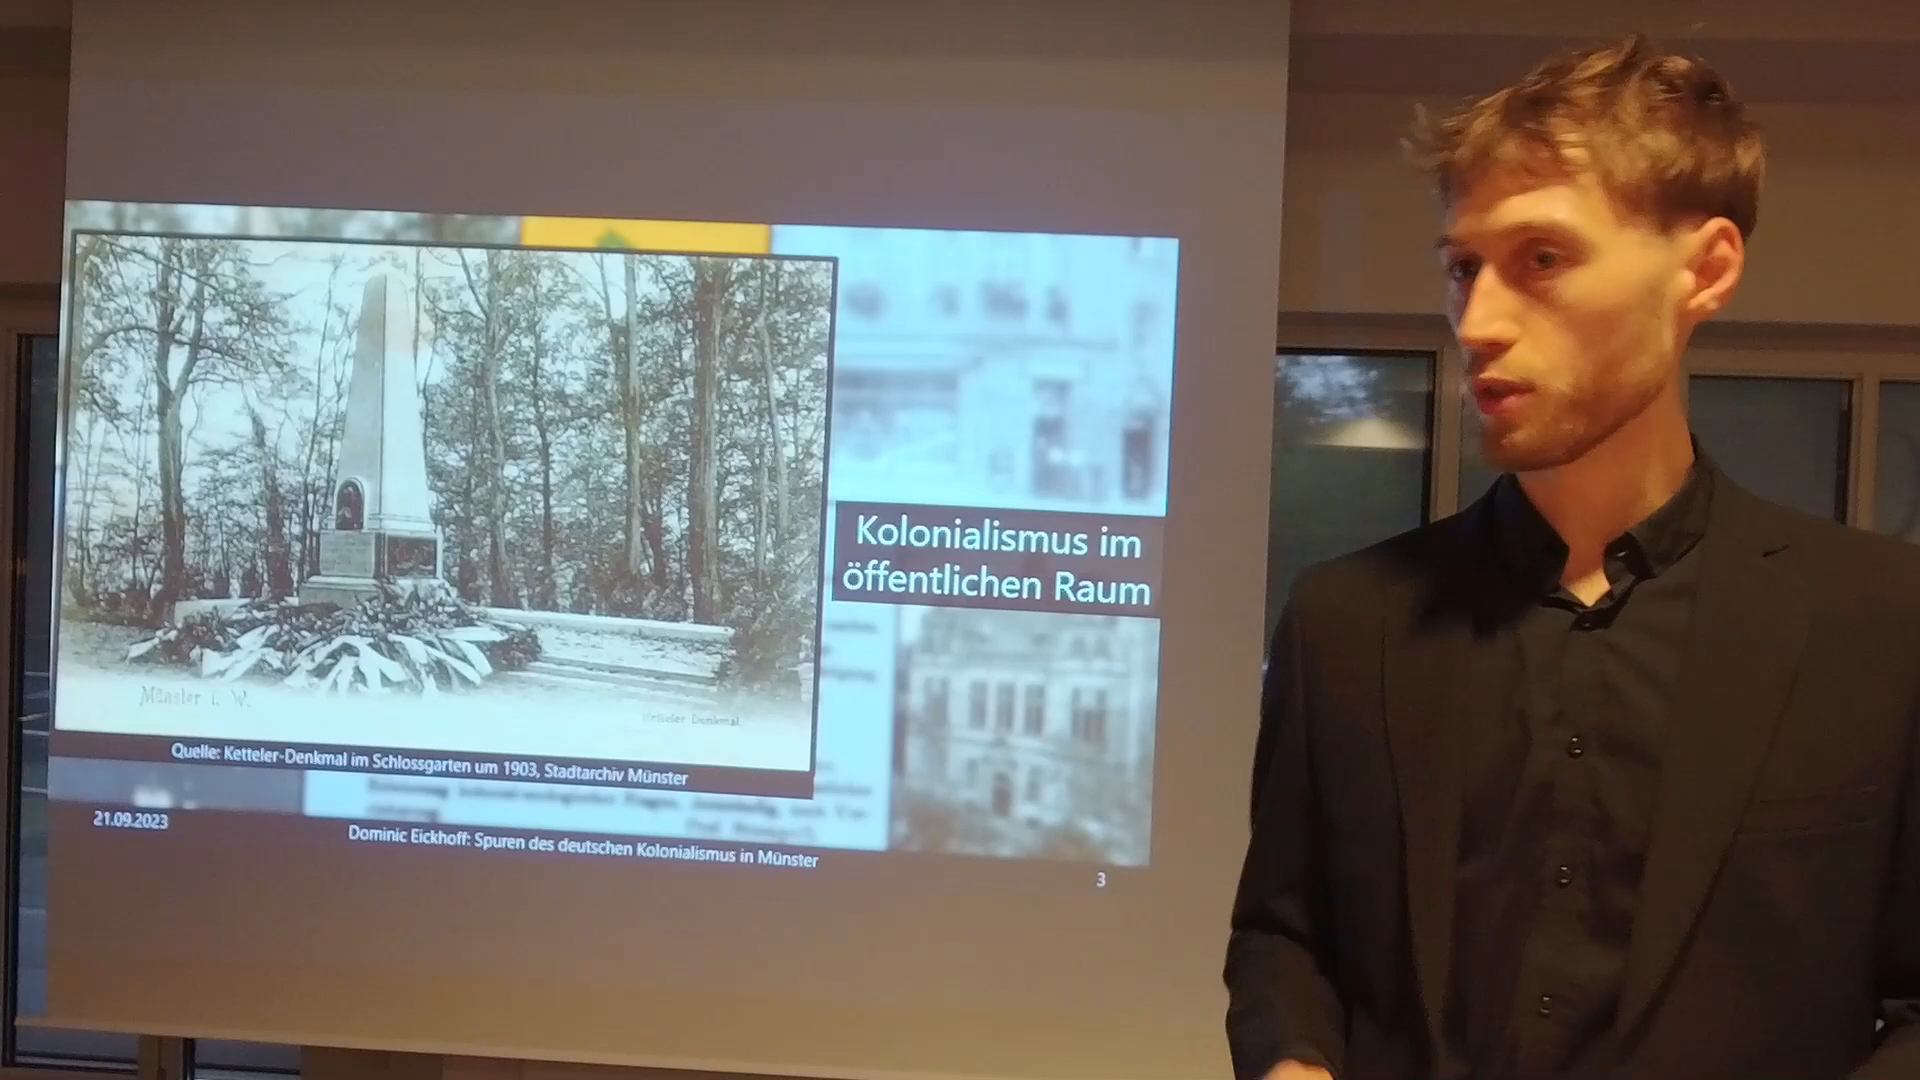 Kolonialismus im
öffentlichen Raum
Münster i. W.
Ketteler Denkmal
Quelle: Ketteler-Denkmal im Schlossgarten um 1903, Stadtarchiv Münster
21.09.2023
Dominic Eickhoff: Spuren des deutschen Kolonialismus in Münster
3